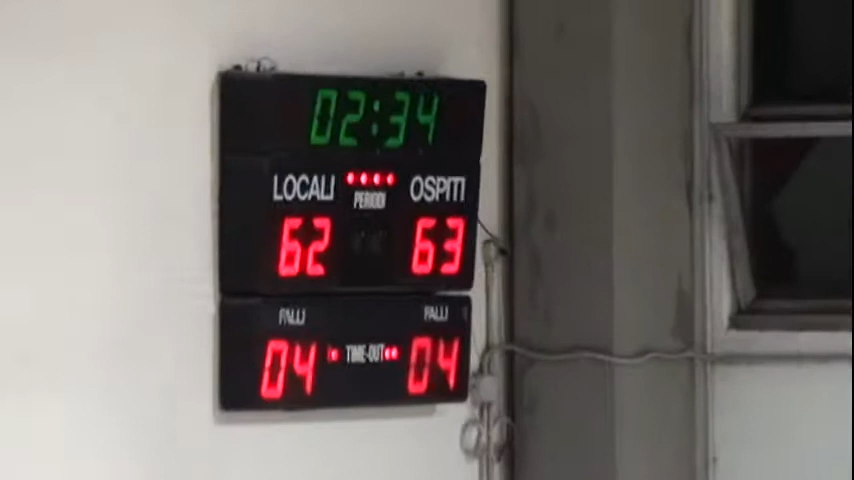 02:34
LOCALI OSPITI
PERIODI
62 63
FALLI FALLI
04 TIME-OUT 04